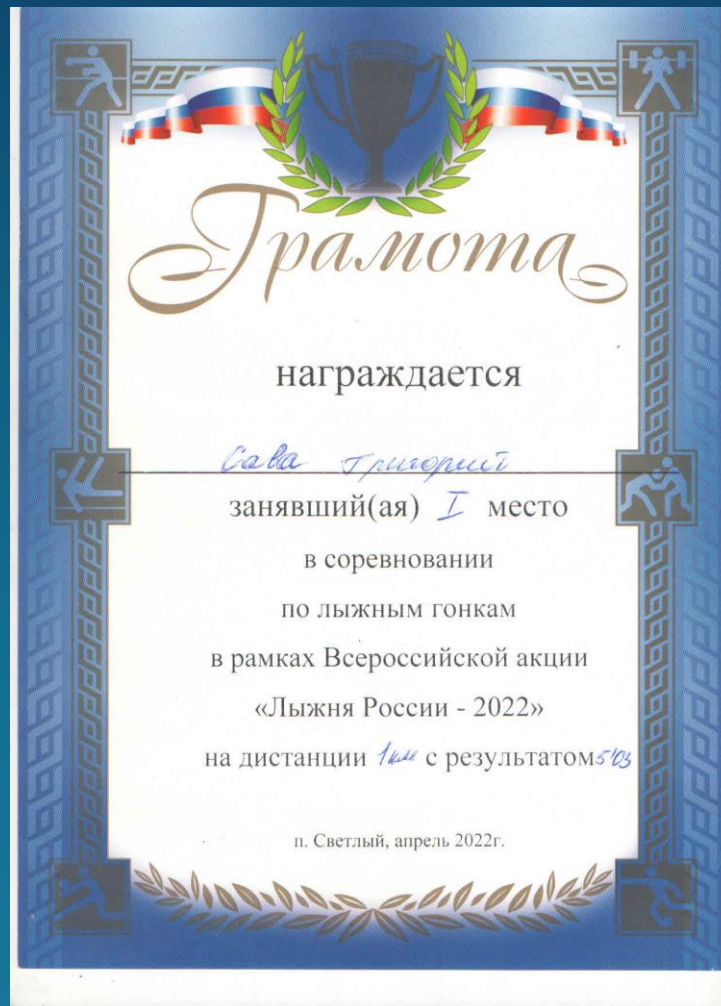 Грамота
награждается
Сава Григорий
занявший(ая) I место
в соревновании
по лыжным гонкам
в рамках Всероссийской акции
«Лыжня России - 2022»
на дистанции 1км с результатом 5'03
п. Светлый, апрель 2022г.